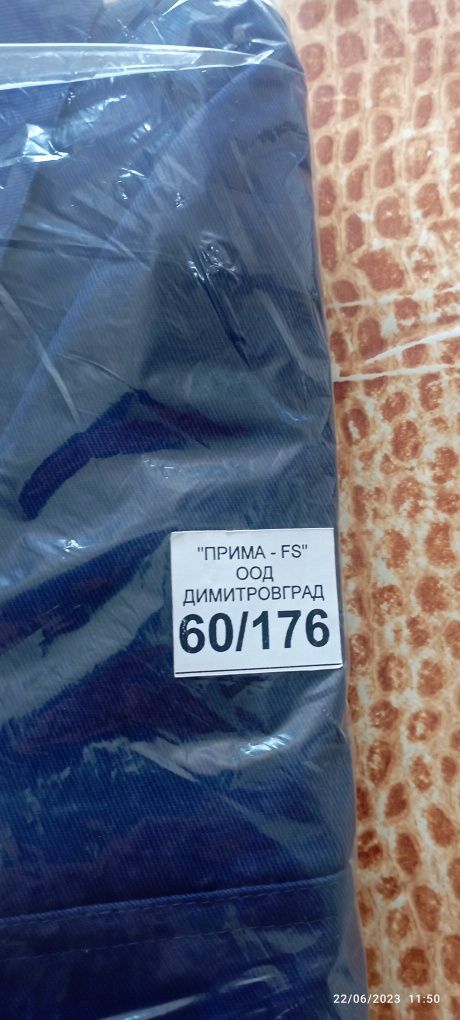 "ПРИМА - FS"
ООД
ДИМИТРОВГРАД
60/176
22/06/2023 11:50